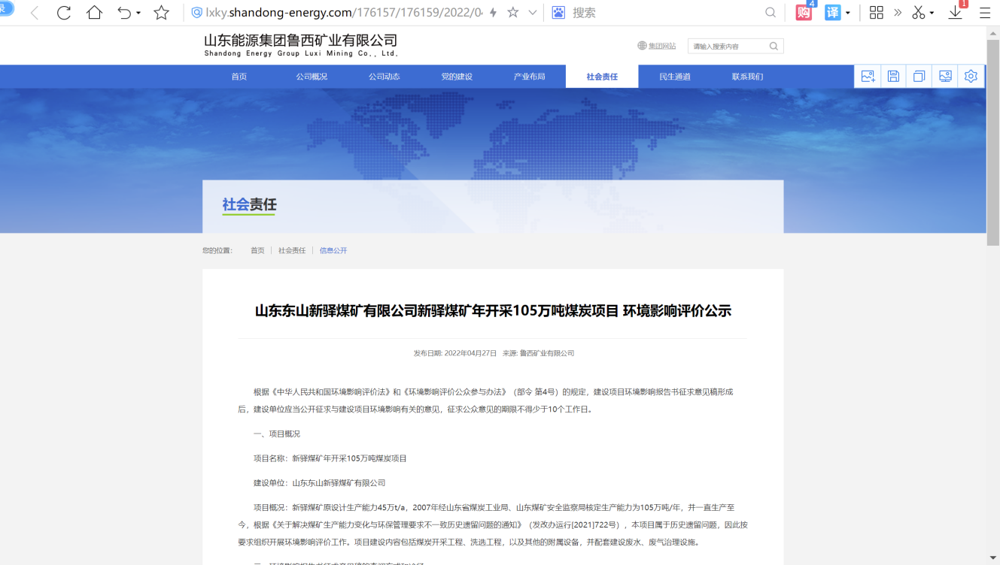 lxky.shandong-energy.com/176157/176159/2022/0
搜索
购
4
译
1
山东能源集团鲁西矿业有限公司
Shandong Energy Group Luxi Mining Co., Ltd.
集团网站
请输入搜索内容
首页
公司概况
公司动态
党的建设
产业布局
社会责任
民生通道
联系我们
社会责任
您的位置: 首页 社会责任 信息公开
山东东山新驿煤矿有限公司新驿煤矿年开采105万吨煤炭项目 环境影响评价公示
发布日期: 2022年04月27日 来源: 鲁西矿业有限公司
根据《中华人民共和国环境影响评价法》和《环境影响评价公众参与办法》（部令 第4号）的规定，建设项目环境影响报告书征求意见稿形成
后，建设单位应当公开征求与建设项目环境影响有关的意见，征求公众意见的期限不得少于10个工作日。
一、项目概况
项目名称：新驿煤矿年开采105万吨煤炭项目
建设单位：山东东山新驿煤矿有限公司
项目概况：新驿煤矿原设计生产能力45万t/a，2007年经山东省煤炭工业局、山东煤矿安全监察局核定生产能力为105万吨/年，并一直生产至
今，根据《关于解决煤矿生产能力变化与环保管理要求不一致历史遗留问题的通知》（发改办运行[2021]722号），本项目属于历史遗留问题，因此按
要求组织开展环境影响评价工作。项目建设内容包括煤炭开采工程、洗选工程，以及其他的附属设备，并配套建设废水、废气治理设施。